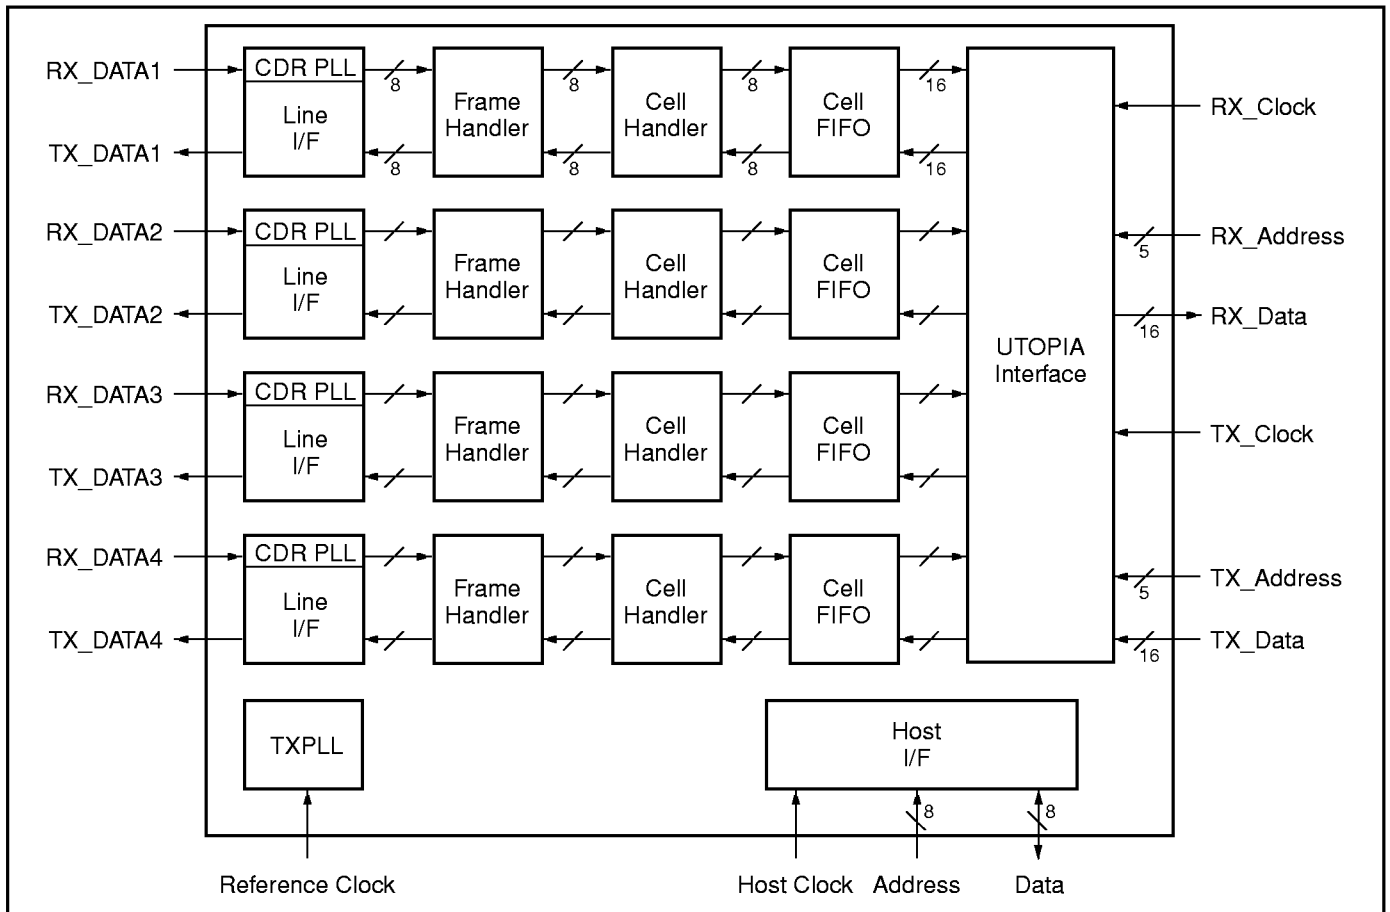 RX_DATA1
CDR PLL
8
8
8
16
Line
I/F
Frame
Handler
Cell
Handler
Cell
FIFO
RX_Clock
TX_DATA1
8
8
8
16
RX_DATA2
CDR PLL
Line
I/F
Frame
Handler
Cell
Handler
Cell
FIFO
RX_Address
5
TX_DATA2
RX_Data
16
UTOPIA
Interface
RX_DATA3
CDR PLL
Line
I/F
Frame
Handler
Cell
Handler
Cell
FIFO
TX_Clock
TX_DATA3
RX_DATA4
CDR PLL
Line
I/F
Frame
Handler
Cell
Handler
Cell
FIFO
TX_Address
5
TX_DATA4
TX_Data
16
TXPLL
Host
I/F
8
8
Reference Clock
Host Clock
Address
Data